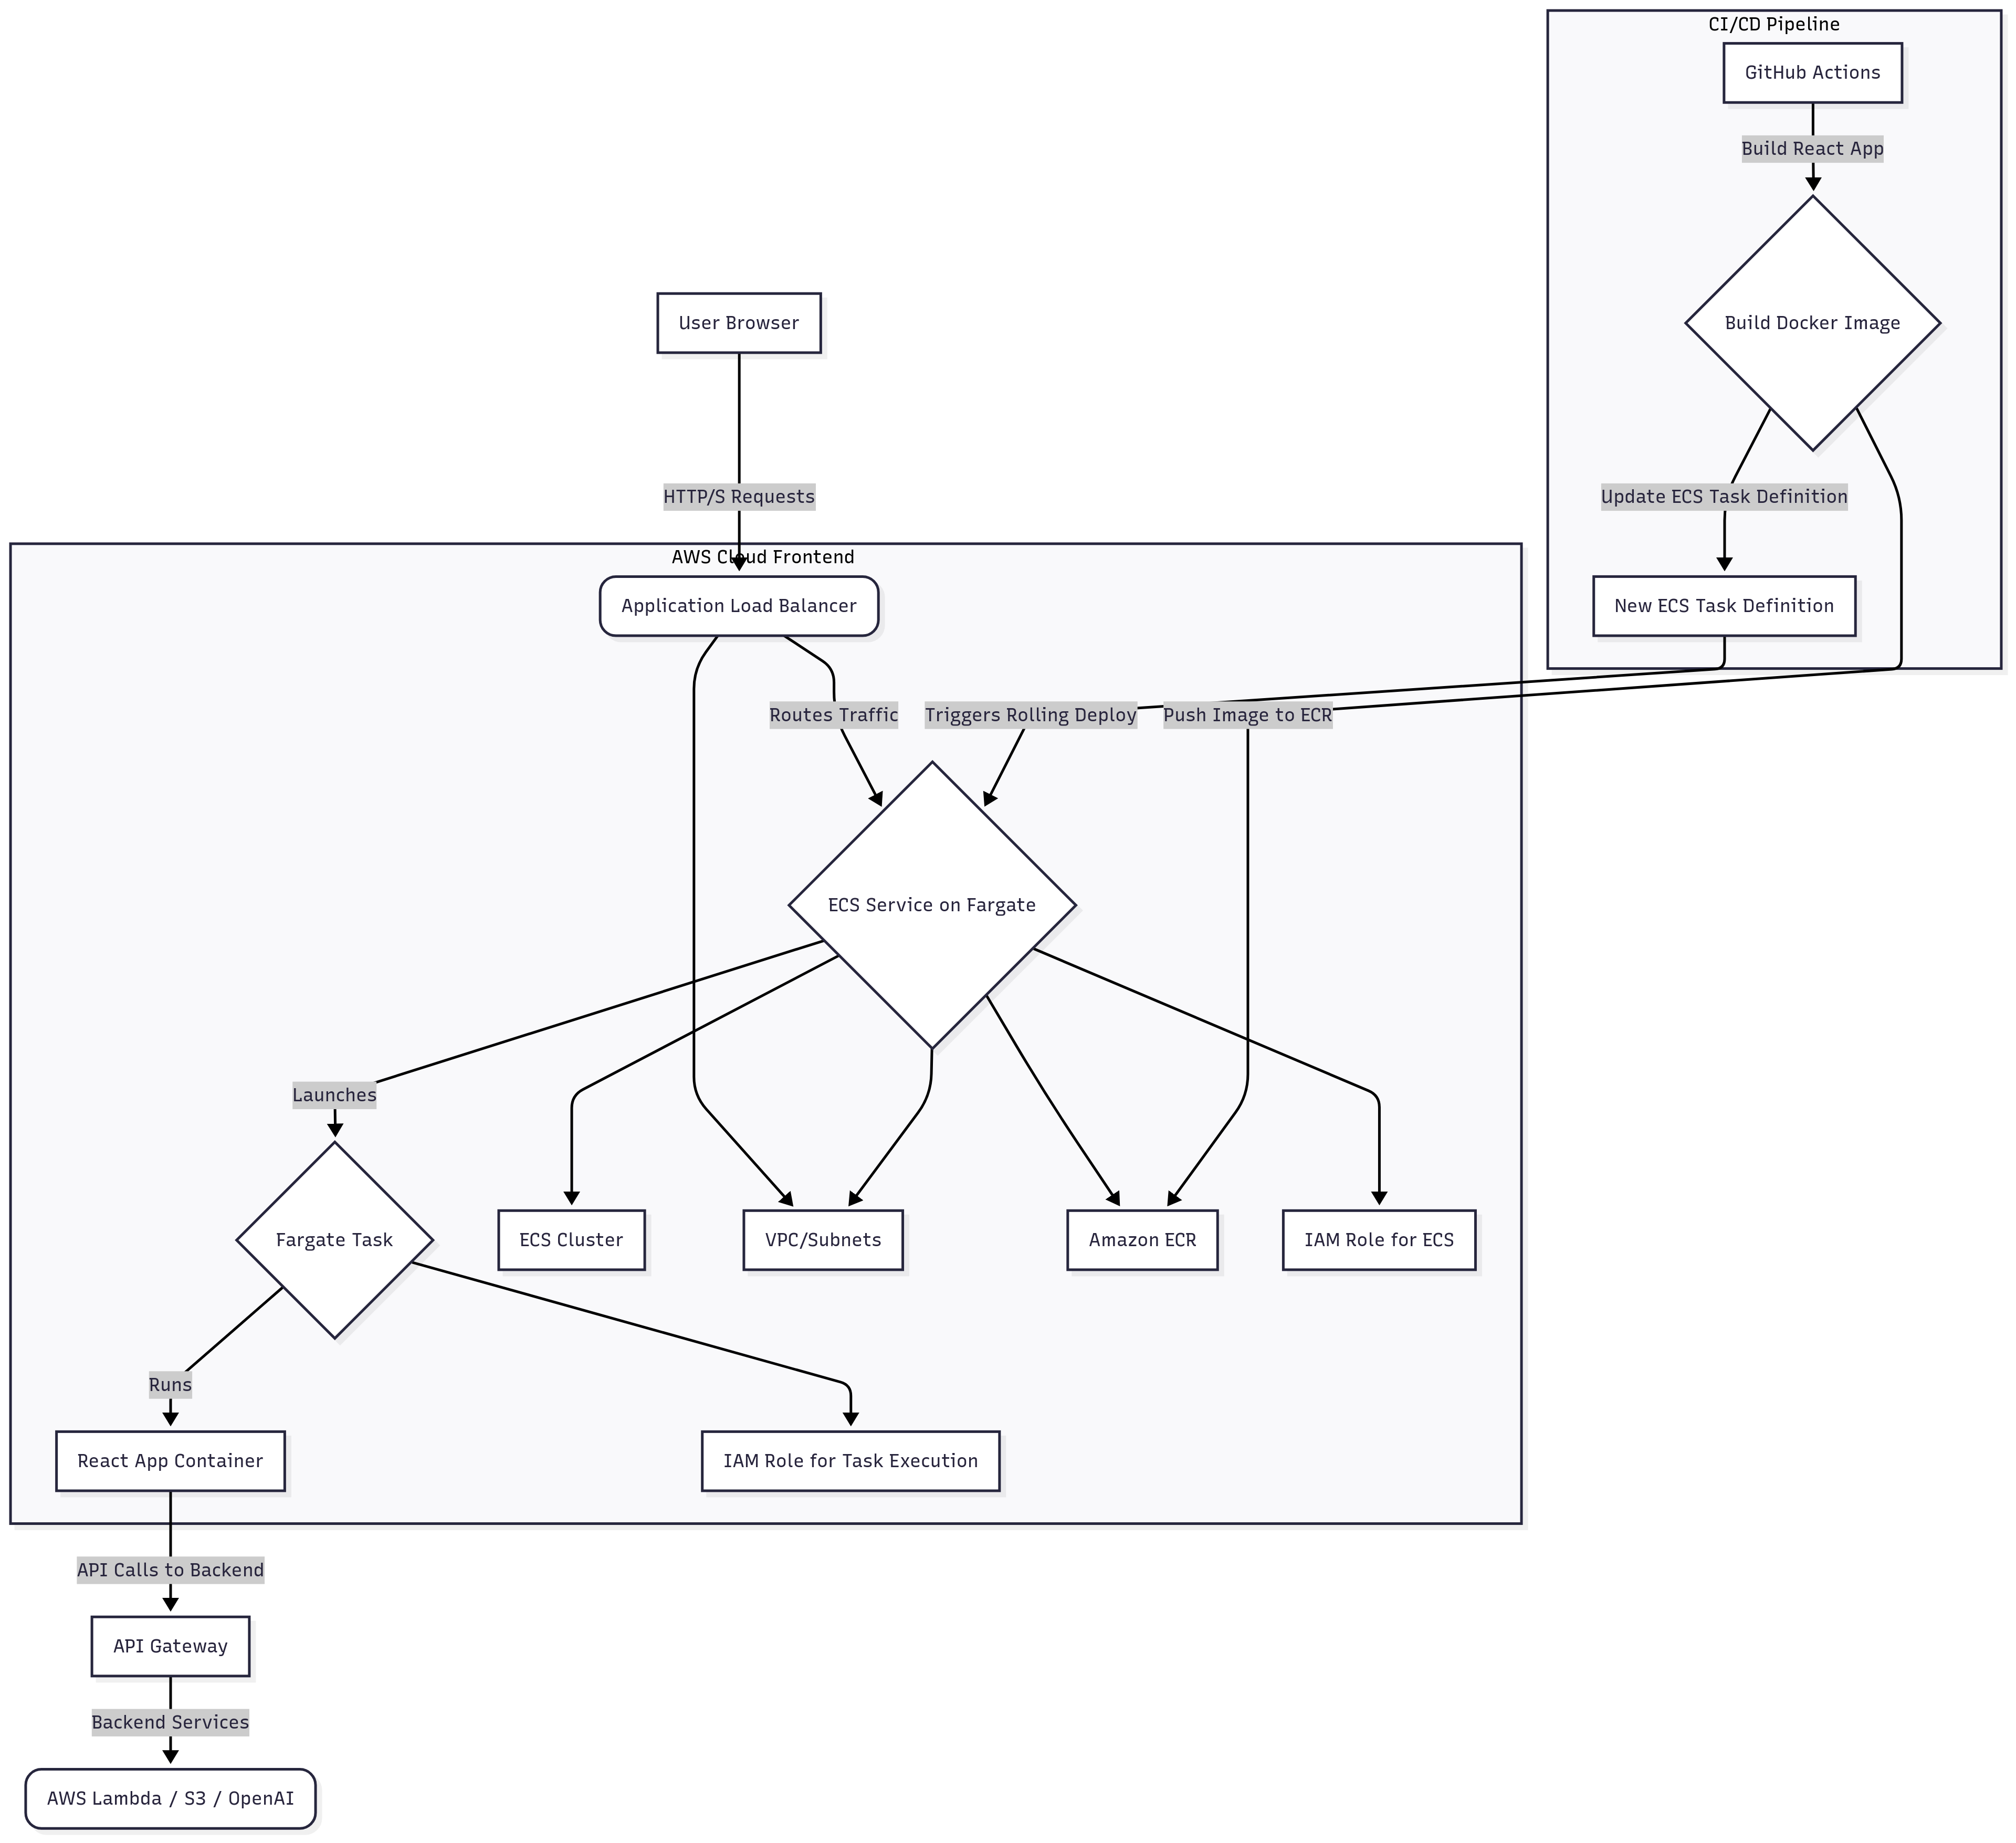 CI/CD Pipeline
GitHub Actions
Build React App
Build Docker Image
User Browser
HTTP/S Requests
Update ECS Task Definition
AWS Cloud Frontend
Application Load Balancer
New ECS Task Definition
Routes Traffic
Triggers Rolling Deploy
Push Image to ECR
ECS Service on Fargate
Launches
Fargate Task
ECS Cluster
VPC/Subnets
Amazon ECR
IAM Role for ECS
Runs
React App Container
IAM Role for Task Execution
API Calls to Backend
API Gateway
Backend Services
AWS Lambda / S3 / OpenAI